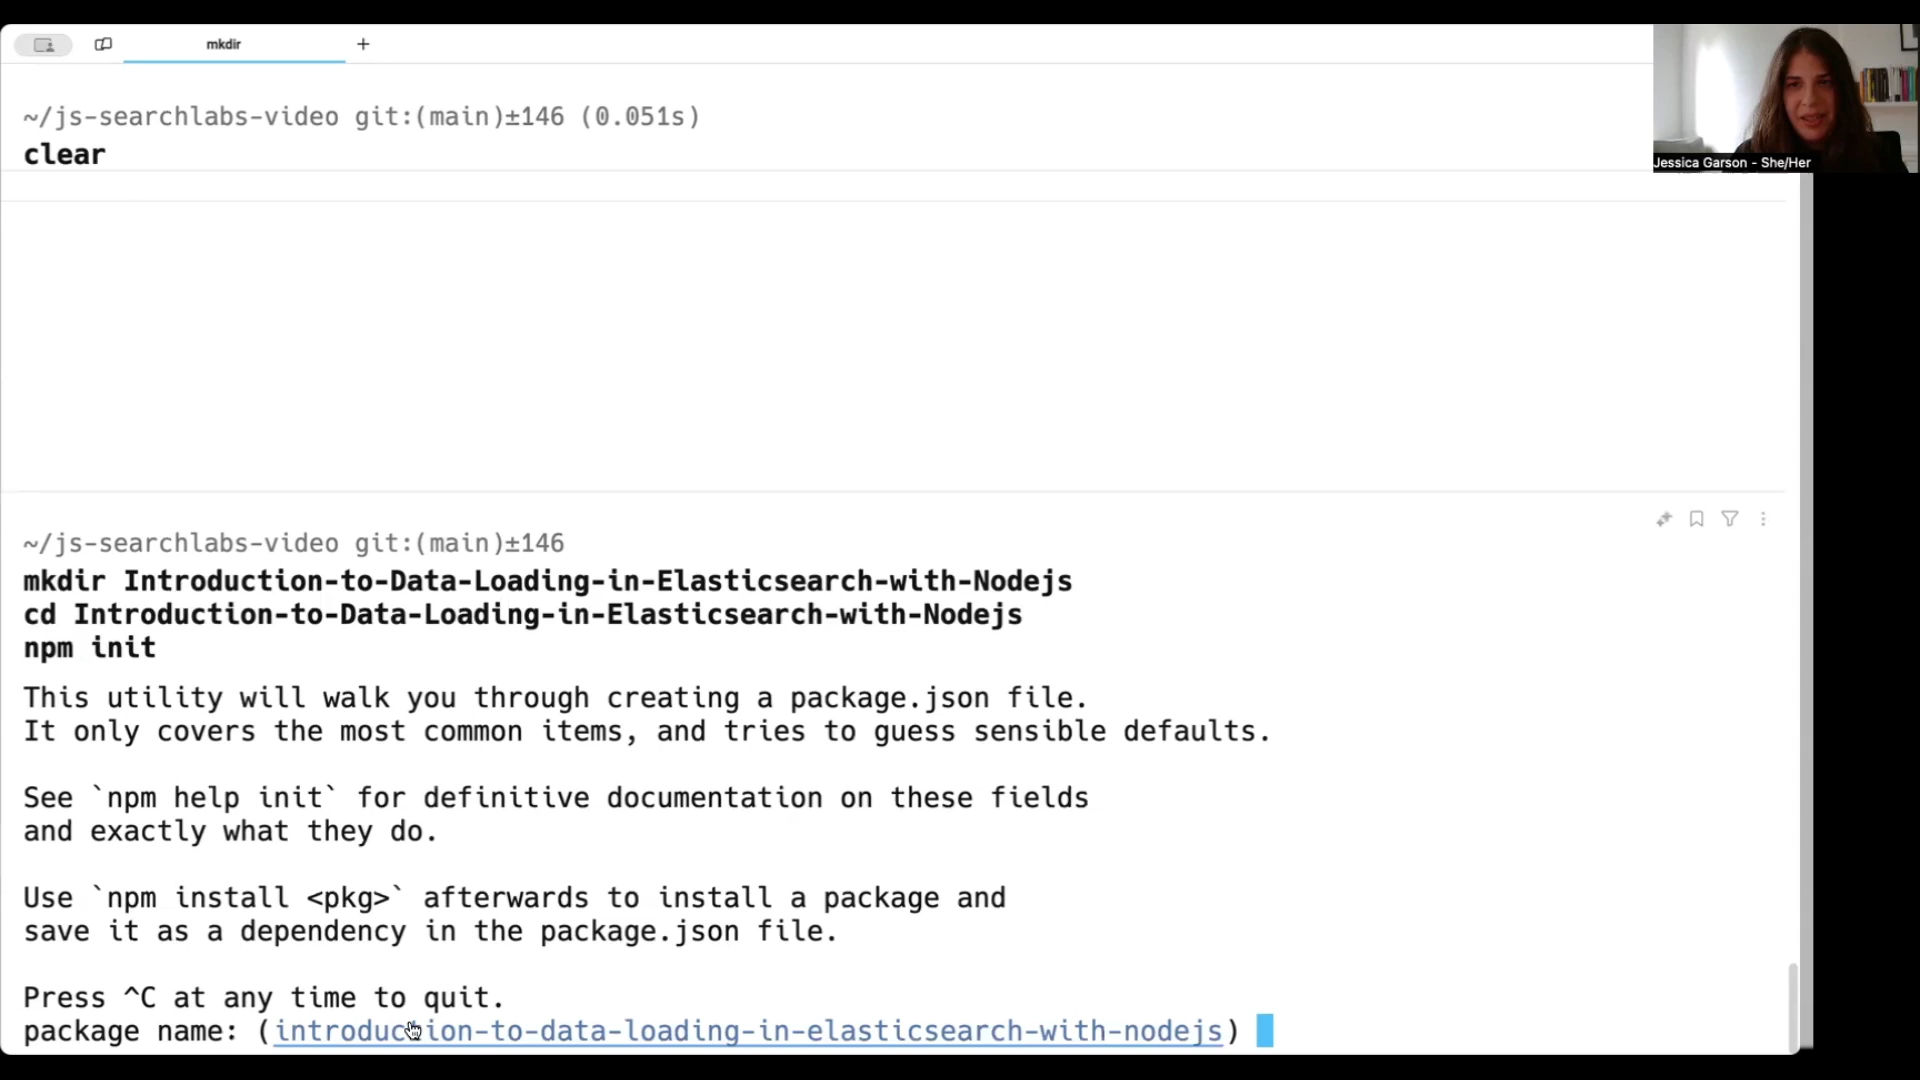 mkdir
~/js-searchlabs-video git:(main)±146 (0.051s)
clear
Jessica Garson - She/Her
~/js-searchlabs-video git:(main)±146
mkdir Introduction-to-Data-Loading-in-Elasticsearch-with-Nodejs
cd Introduction-to-Data-Loading-in-Elasticsearch-with-Nodejs
npm init
This utility will walk you through creating a package.json file.
It only covers the most common items, and tries to guess sensible defaults.
See `npm help init` for definitive documentation on these fields
and exactly what they do.
Use `npm install <pkg>` afterwards to install a package and
save it as a dependency in the package.json file.
Press ^C at any time to quit.
package name: (introduction-to-data-loading-in-elasticsearch-with-nodejs)